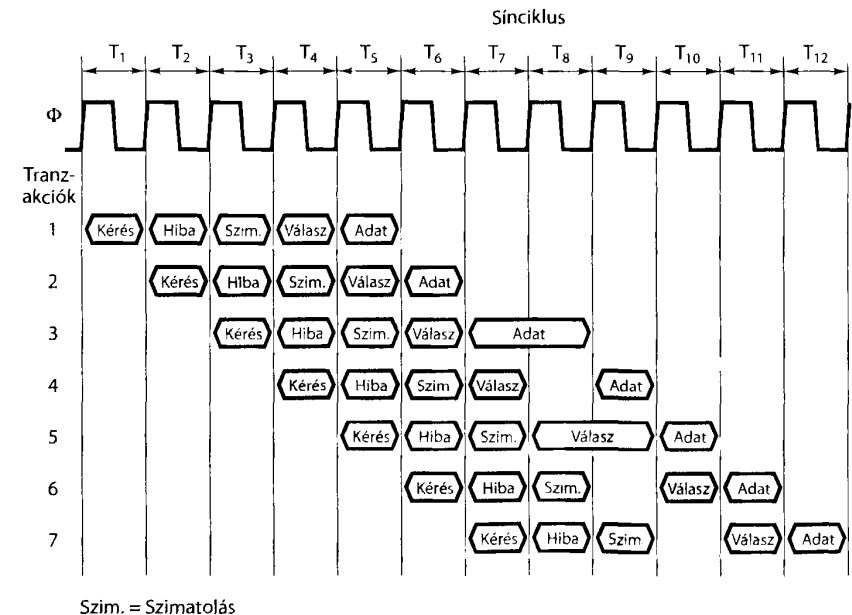 Sínciklus
T1 T2 T3 T4 T5 T6 T7 T8 T9 T10 T11 T12
Φ
Tranz-
akciók
1 Kérés Hiba Szim. Válasz Adat
2 Kérés Hiba Szim. Válasz Adat
3 Kérés Hiba Szim. Válasz Adat
4 Kérés Hiba Szim Válasz Adat
5 Kérés Hiba Szim. Válasz Adat
6 Kérés Hiba Szim. Válasz Adat
7 Kérés Hiba Szim. Válasz Adat
Szim. = Szimatolás